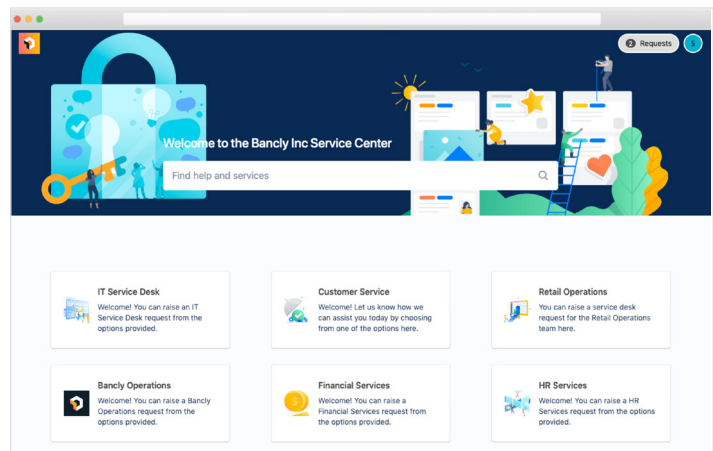 2 Requests
S
Welcome to the Bancly Inc Service Center
Find help and services
IT Service Desk
Welcome! You can raise an IT
Service Desk request from the
options provided.
Customer Service
Welcome! Let us know how we
can assist you today by choosing
from one of the options here.
Retail Operations
You can raise a service desk
request for the Retail Operations
team here.
Bancly Operations
Welcome! You can raise a Bancly
Operations request from the
options provided.
Financial Services
Welcome! You can raise a
Financial Services request from
the options provided.
HR Services
Welcome! You can raise a HR
Services request from the options
provided.